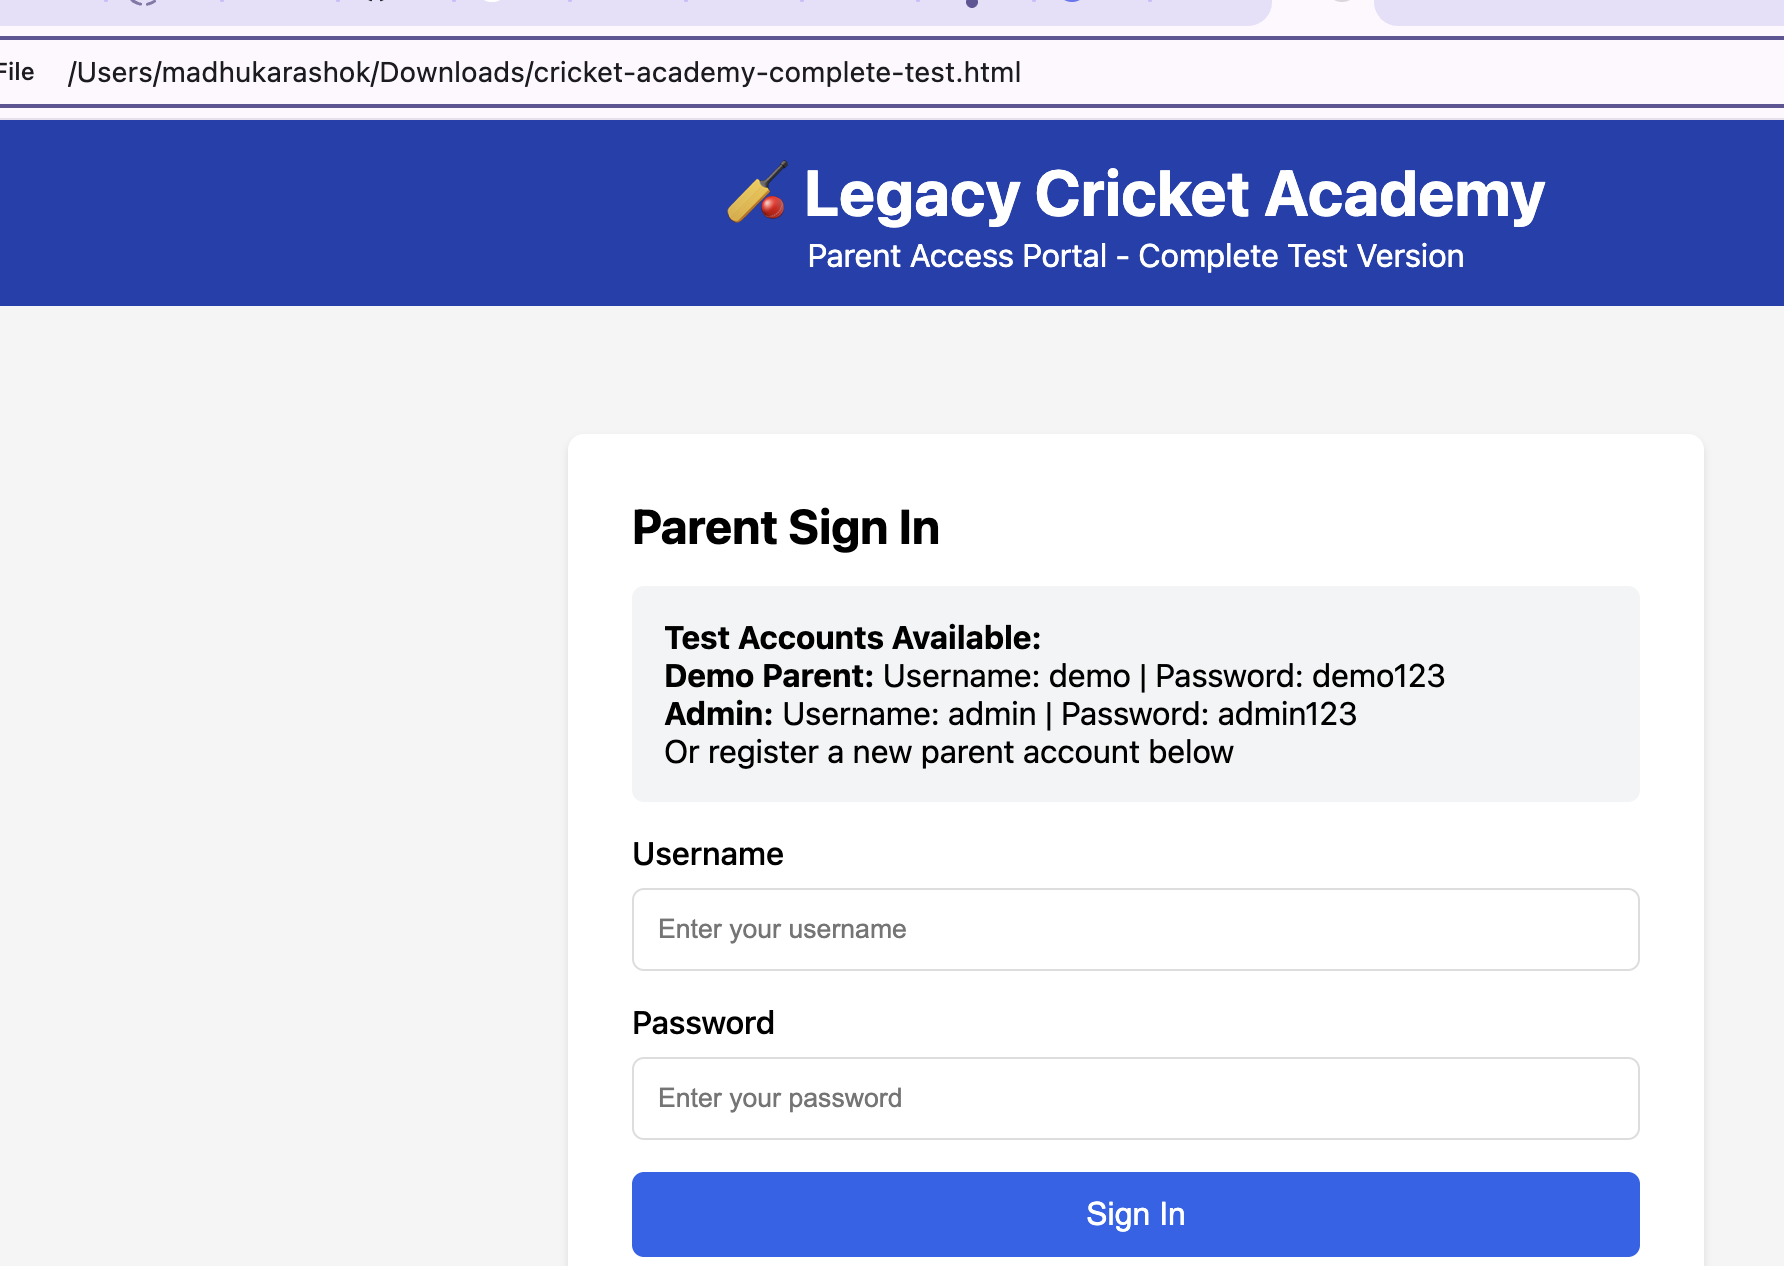 File /Users/madhukarashok/Downloads/cricket-academy-complete-test.html
Legacy Cricket Academy
Parent Access Portal - Complete Test Version
Parent Sign In
Test Accounts Available:
Demo Parent: Username: demo | Password: demo123
Admin: Username: admin | Password: admin123
Or register a new parent account below
Username
Enter your username
Password
Enter your password
Sign In